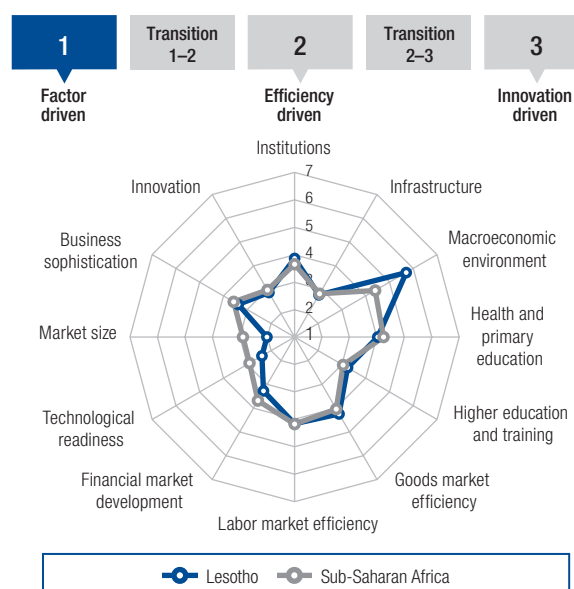 1
Transition
1–2
2
Transition
2–3
3
Factor
driven
Efficiency
driven
Innovation
driven
Institutions
7
6
5
4
3
2
1
Infrastructure
Macroeconomic
environment
Health and
primary
education
Higher education
and training
Goods market
efficiency
Labor market efficiency
Financial market
development
Technological
readiness
Market size
Business
sophistication
Innovation
Lesotho
Sub-Saharan Africa